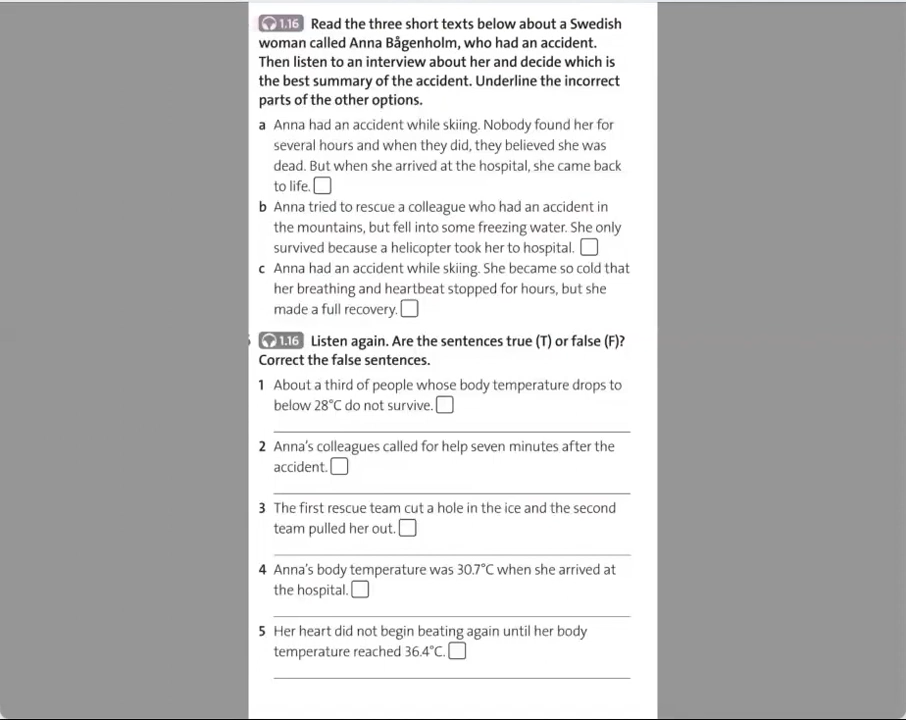 1.16 Read the three short texts below about a Swedish
woman called Anna Bågenholm, who had an accident.
Then listen to an interview about her and decide which is
the best summary of the accident. Underline the incorrect
parts of the other options.
a Anna had an accident while skiing. Nobody found her for
several hours and when they did, they believed she was
dead. But when she arrived at the hospital, she came back
to life.
b Anna tried to rescue a colleague who had an accident in
the mountains, but fell into some freezing water. She only
survived because a helicopter took her to hospital.
c Anna had an accident while skiing. She became so cold that
her breathing and heartbeat stopped for hours, but she
made a full recovery.
1.16 Listen again. Are the sentences true (T) or false (F)?
Correct the false sentences.
1 About a third of people whose body temperature drops to
below 28°C do not survive.
2 Anna's colleagues called for help seven minutes after the
accident.
3 The first rescue team cut a hole in the ice and the second
team pulled her out.
4 Anna's body temperature was 30.7°C when she arrived at
the hospital.
5 Her heart did not begin beating again until her body
temperature reached 36.4°C.